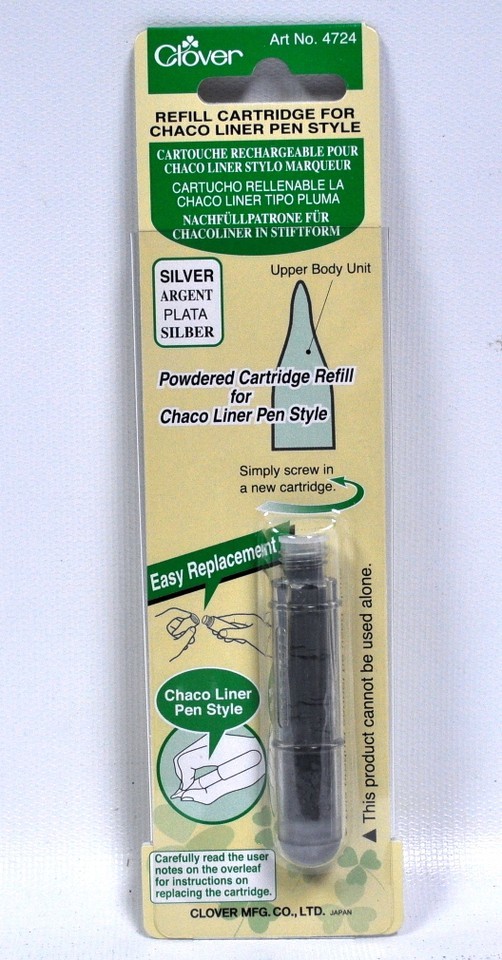 Clover
Art No. 4724
REFILL CARTRIDGE FOR
CHACO LINER PEN STYLE
CARTOUCHE RECHARGEABLE POUR
CHACO LINER STYLO MARQUEUR
CARTUCHO RELLENABLE LA
CHACO LINER TIPO PLUMA
NACHFÜLLPATRONE FÜR
CHACOLINER IN STIFTFORM
SILVER
ARGENT
PLATA
SILBER
Upper Body Unit
Powdered Cartridge Refill
for
Chaco Liner Pen Style
Simply screw in
a new cartridge.
Easy Replacement
Chaco Liner
Pen Style
▲ This product cannot be used alone.
Carefully read the user
notes on the overleaf
for instructions on
replacing the cartridge.
CLOVER MFG. CO., LTD. JAPAN